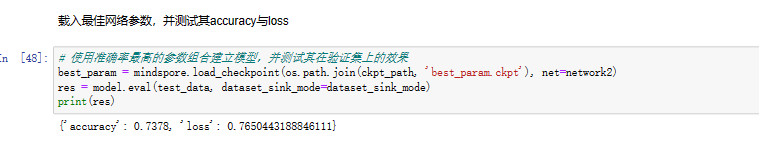 载入最佳网络参数，并测试其accuracy与loss
In [48]:
# 使用准确率最高的参数组合建立模型，并测试其在验证集上的效果
best_param = mindspore.load_checkpoint(os.path.join(ckpt_path, 'best_param.ckpt'), net=network2)
res = model.eval(test_data, dataset_sink_mode=dataset_sink_mode)
print(res)
{'accuracy': 0.7378, 'loss': 0.7650443188846111}